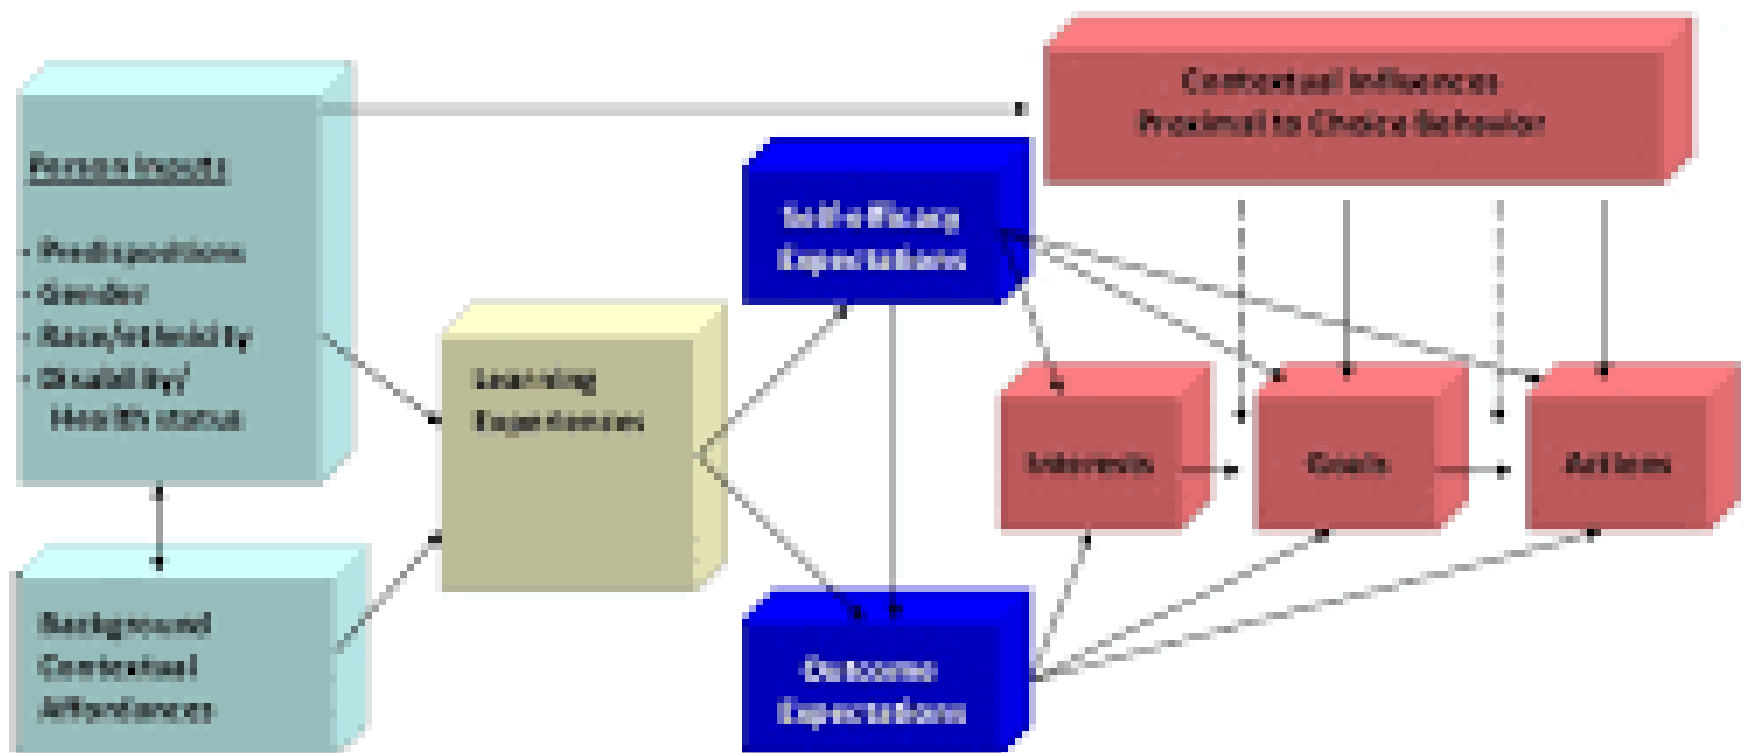 Contextual Influences
Proximal to Choice Behavior
Person Inputs
- Predispositions
- Gender
- Race/ethnicity
- Disability/
Health status
Self-efficacy
Expectations
Learning
Experiences
Interests
Goals
Actions
Background
Contextual
Affordances
Outcome
Expectations